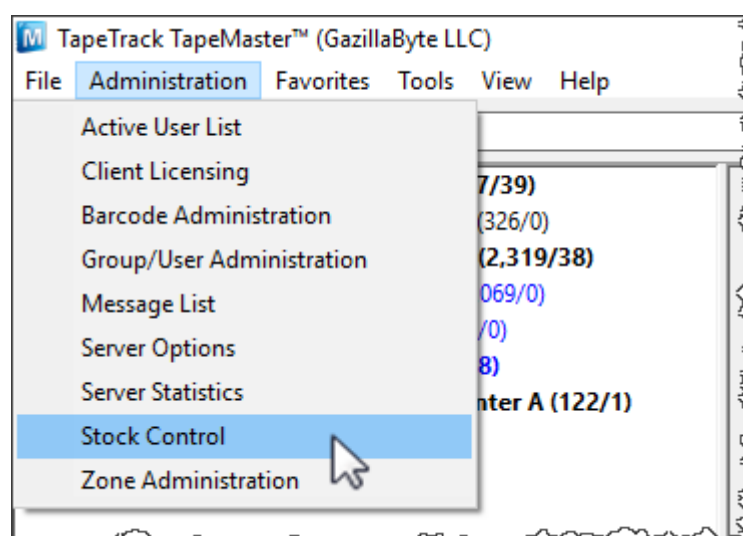 M TapeTrack TapeMaster™ (GazillaByte LLC)
File Administration Favorites Tools View Help
Active User List
Client Licensing
7/39)
Barcode Administration
(326/0)
Group/User Administration
(2,319/38)
Message List
069/0)
Server Options
/0)
8)
Server Statistics
nter A (122/1)
Stock Control
Zone Administration